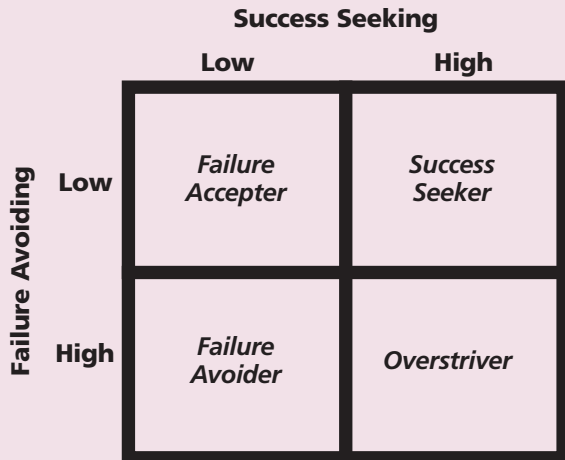 Success Seeking
Low High
Failure Avoiding
Low
Failure
Accepter
Success
Seeker
High
Failure
Avoider
Overstriver